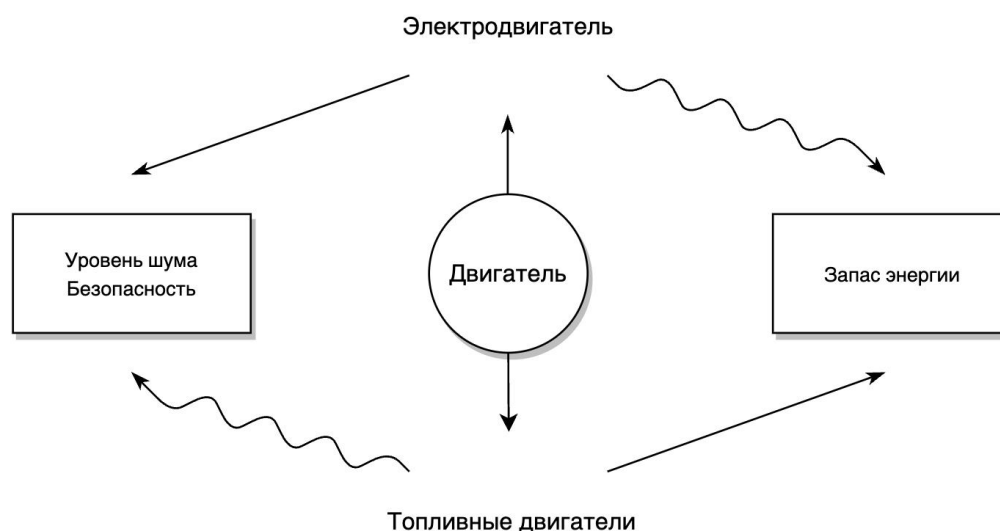 Электродвигатель
Уровень шума
Безопасность
Двигатель
Запас энергии
Топливные двигатели